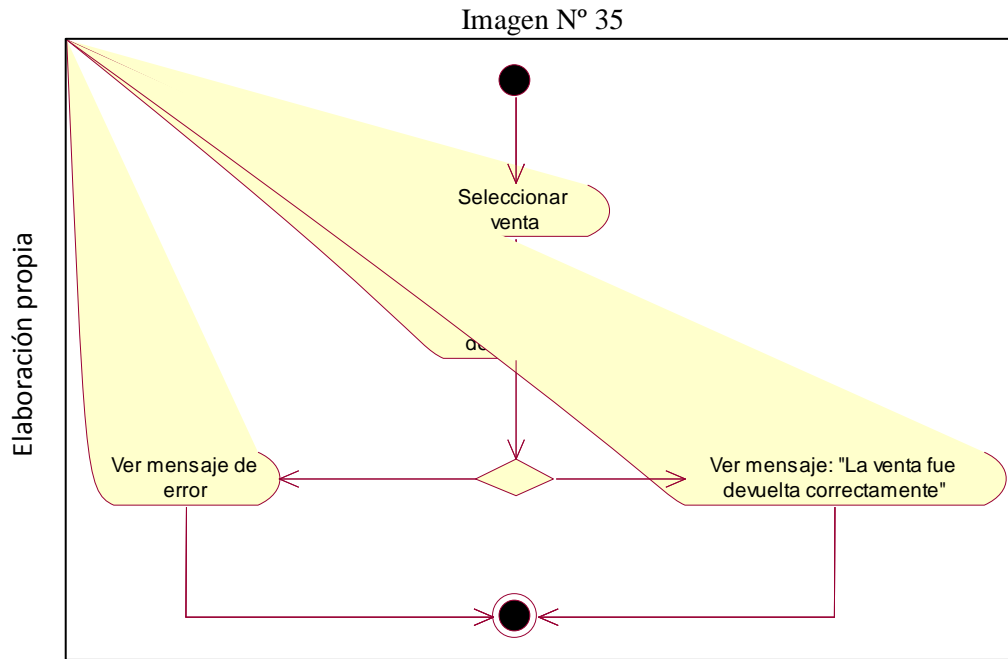 Imagen Nº 35
Seleccionar
venta
Ver mensaje de
error
Ver mensaje: "La venta fue
devuelta correctamente"
Elaboración propia